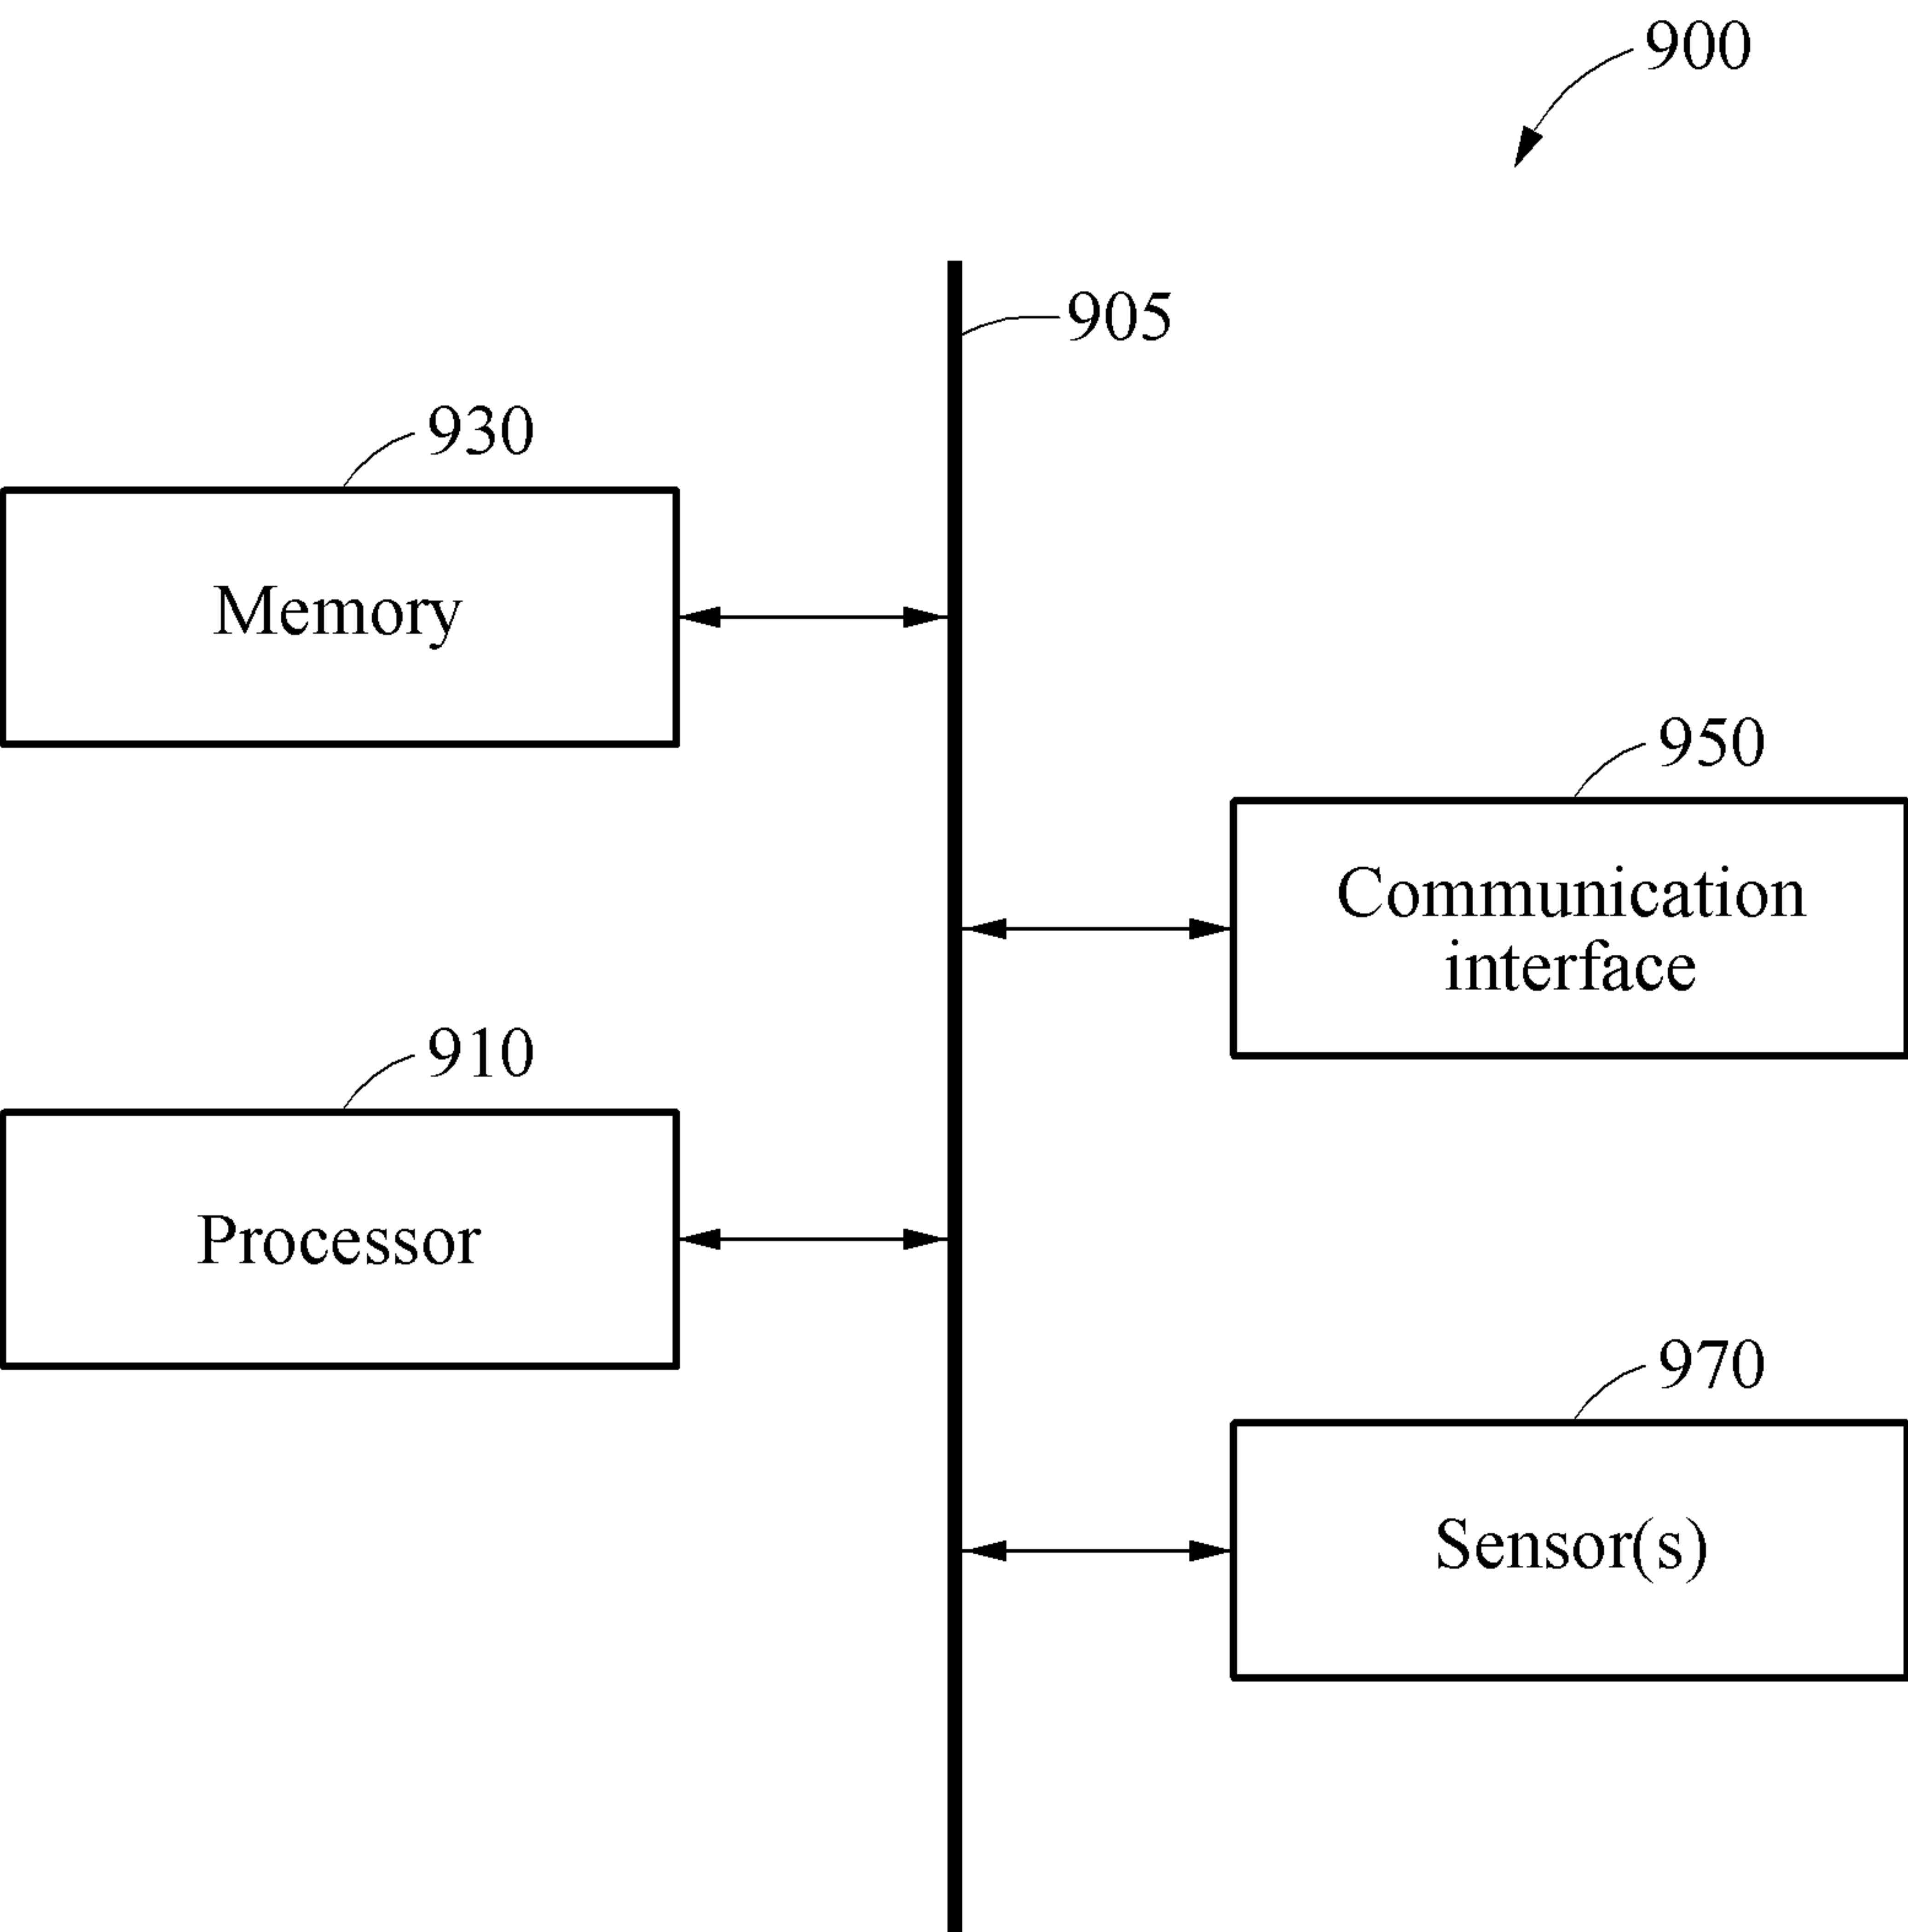 900
905
930
Memory
950
Communication
interface
910
Processor
970
Sensor(s)